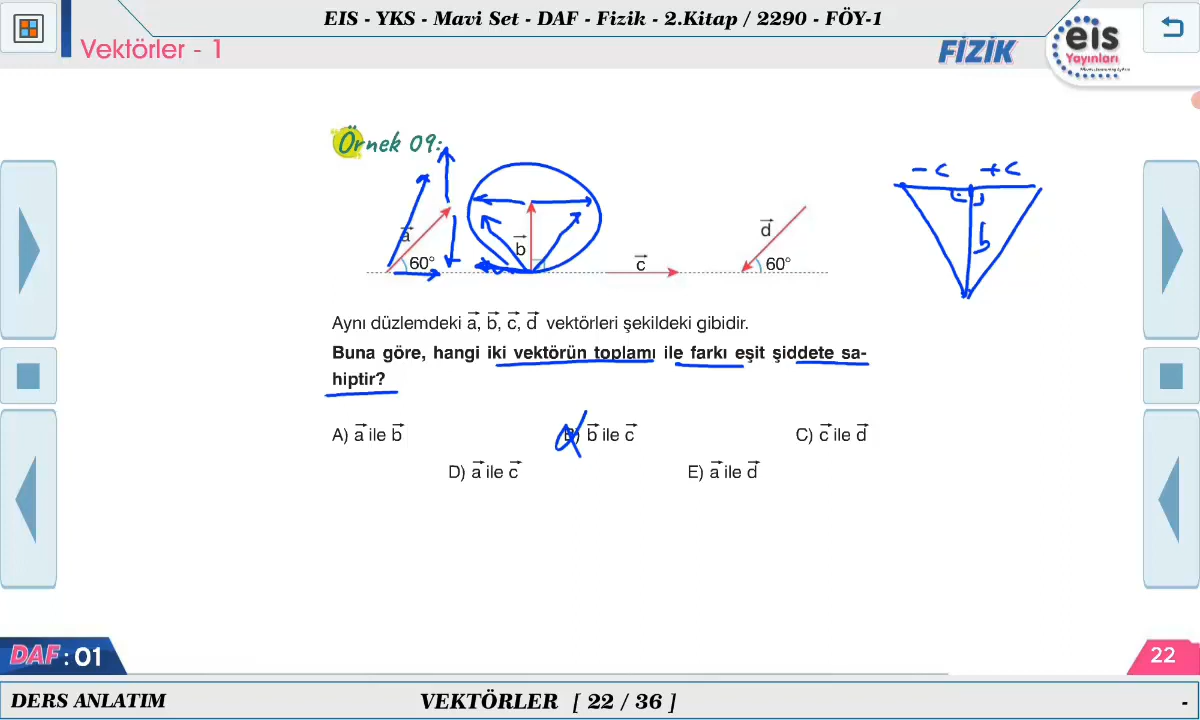 EIS - YKS - Mavi Set - DAF - Fizik - 2.Kitap / 2290 - FÖY-1
Vektörler - 1
FİZİK
eis
Yayınları
Örnek 09:
-c +c
a
b
c
d
b
60°
60°
Aynı düzlemdeki a, b, c, d vektörleri şekildeki gibidir.
Buna göre, hangi iki vektörün toplamı ile farkı eşit şiddete sa-
hiptir?
A) a ile b
B) b ile c
C) c ile d
D) a ile c
E) a ile d
DAF : 01
22
DERS ANLATIM
VEKTÖRLER [ 22 / 36 ]
-